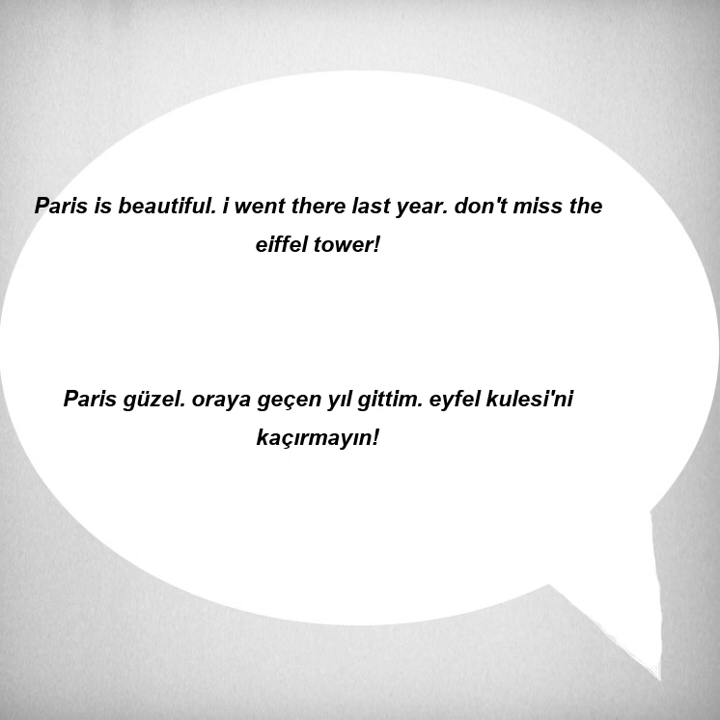 Paris is beautiful. i went there last year. don't miss the
eiffel tower!
Paris güzel. oraya geçen yıl gittim. eyfel kulesi'ni
kaçırmayın!